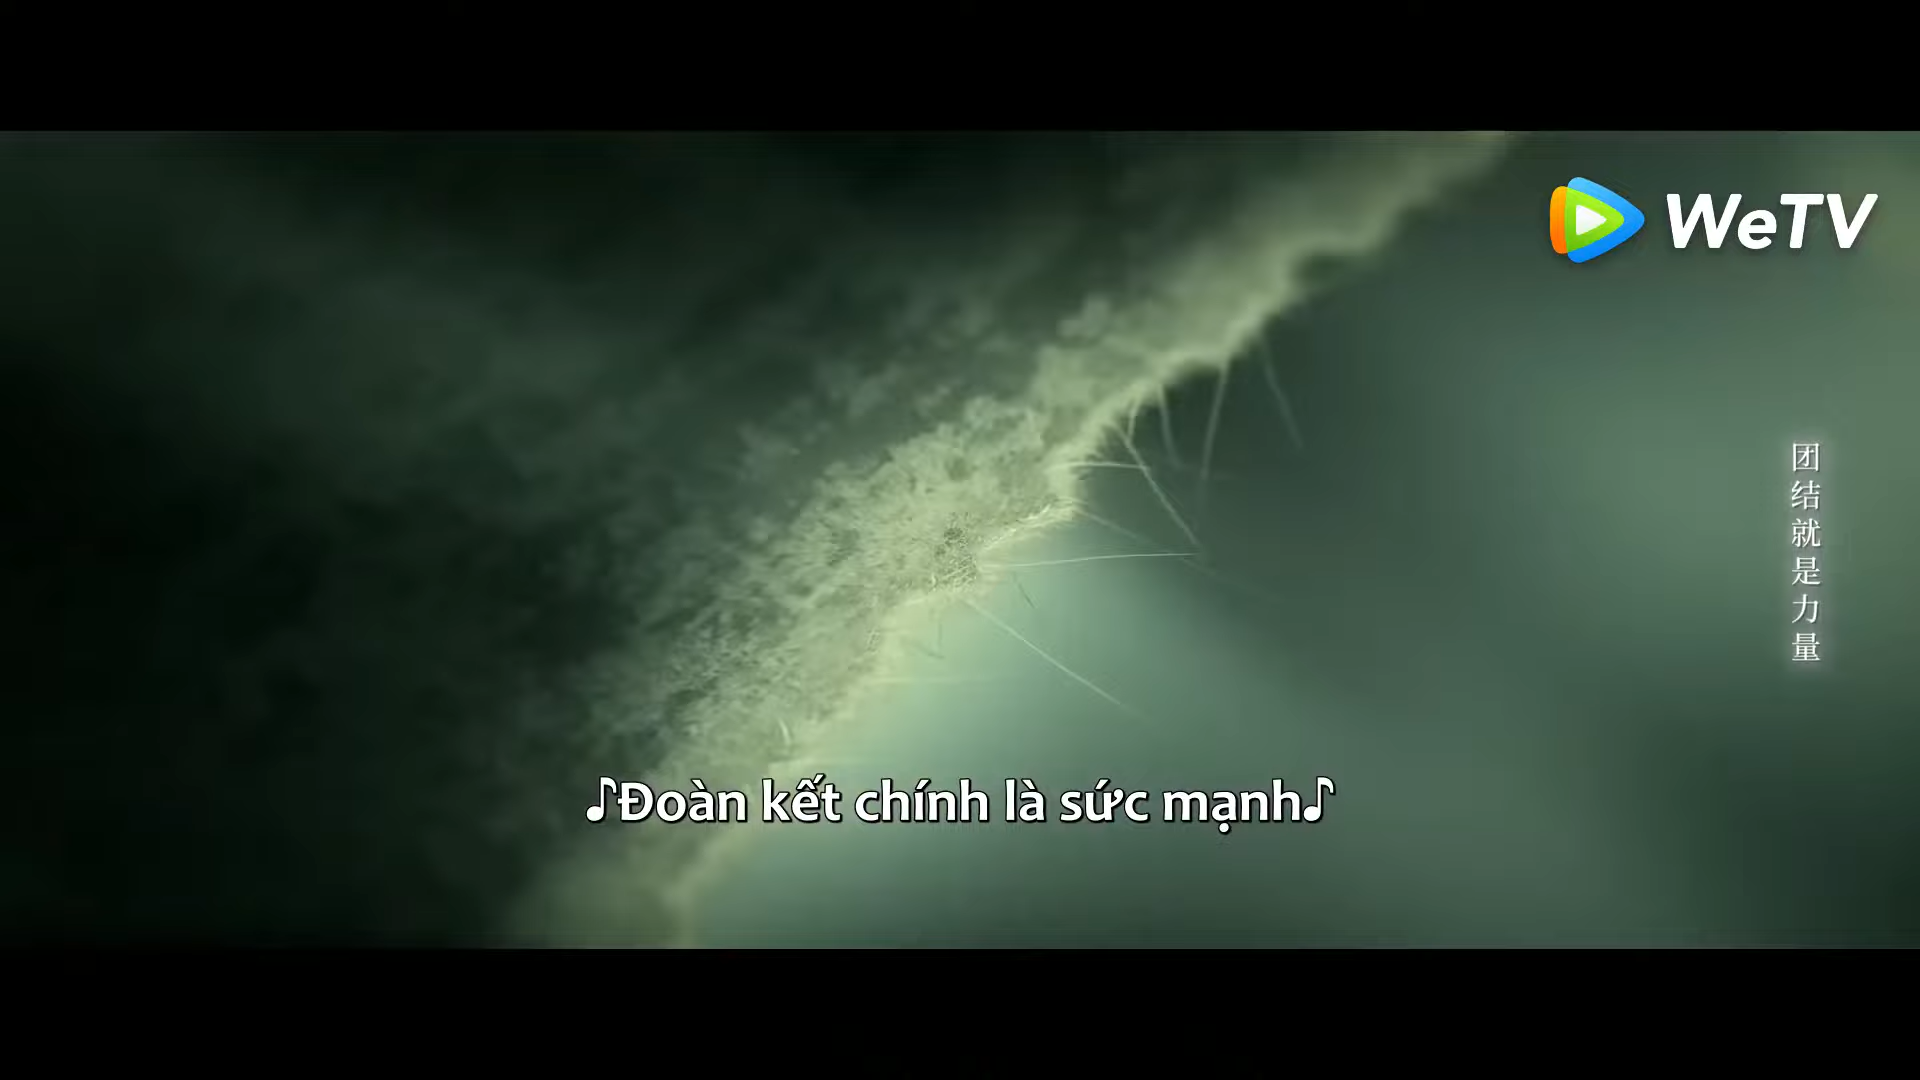 WeTV
团结就是力量
♪Đoàn kết chính là sức mạnh♪